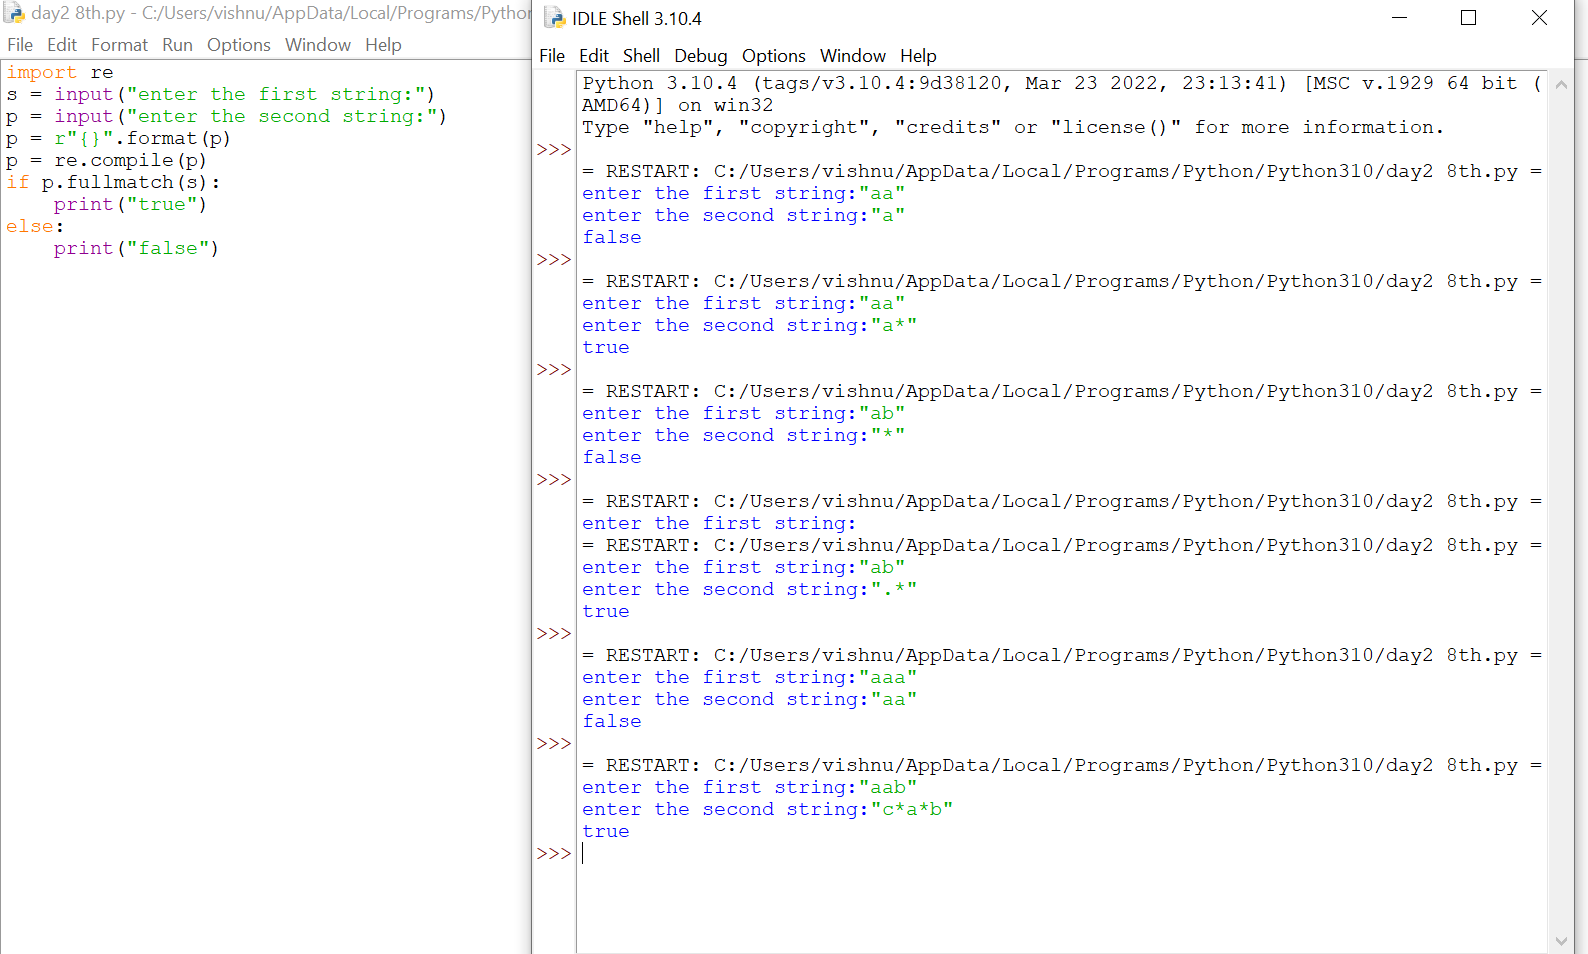 day2 8th.py - C:/Users/vishnu/AppData/Local/Programs/Python
File Edit Format Run Options Window Help
import re
s = input("enter the first string:")
p = input("enter the second string:")
p = r"{}".format(p)
p = re.compile(p)
if p.fullmatch(s):
    print("true")
else:
    print("false")
IDLE Shell 3.10.4
File Edit Shell Debug Options Window Help
Python 3.10.4 (tags/v3.10.4:9d38120, Mar 23 2022, 23:13:41) [MSC v.1929 64 bit (
AMD64)] on win32
Type "help", "copyright", "credits" or "license()" for more information.
>>>
= RESTART: C:/Users/vishnu/AppData/Local/Programs/Python/Python310/day2 8th.py =
enter the first string:"aa"
enter the second string:"a"
false
>>>
= RESTART: C:/Users/vishnu/AppData/Local/Programs/Python/Python310/day2 8th.py =
enter the first string:"aa"
enter the second string:"a*"
true
>>>
= RESTART: C:/Users/vishnu/AppData/Local/Programs/Python/Python310/day2 8th.py =
enter the first string:"ab"
enter the second string:"*"
false
>>>
= RESTART: C:/Users/vishnu/AppData/Local/Programs/Python/Python310/day2 8th.py =
enter the first string:
= RESTART: C:/Users/vishnu/AppData/Local/Programs/Python/Python310/day2 8th.py =
enter the first string:"ab"
enter the second string:".*"
true
>>>
= RESTART: C:/Users/vishnu/AppData/Local/Programs/Python/Python310/day2 8th.py =
enter the first string:"aaa"
enter the second string:"aa"
false
>>>
= RESTART: C:/Users/vishnu/AppData/Local/Programs/Python/Python310/day2 8th.py =
enter the first string:"aab"
enter the second string:"c*a*b"
true
>>>